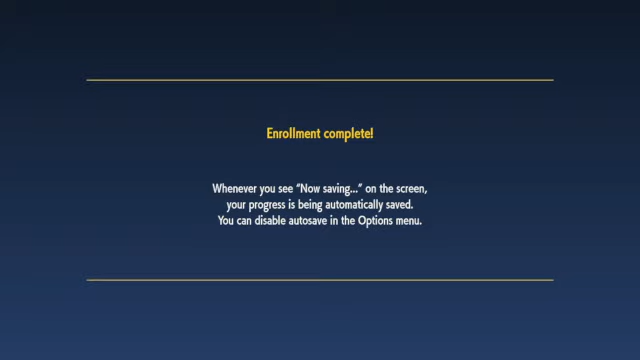 Enrollment complete!
Whenever you see “Now saving...” on the screen,
your progress is being automatically saved.
You can disable autosave in the Options menu.